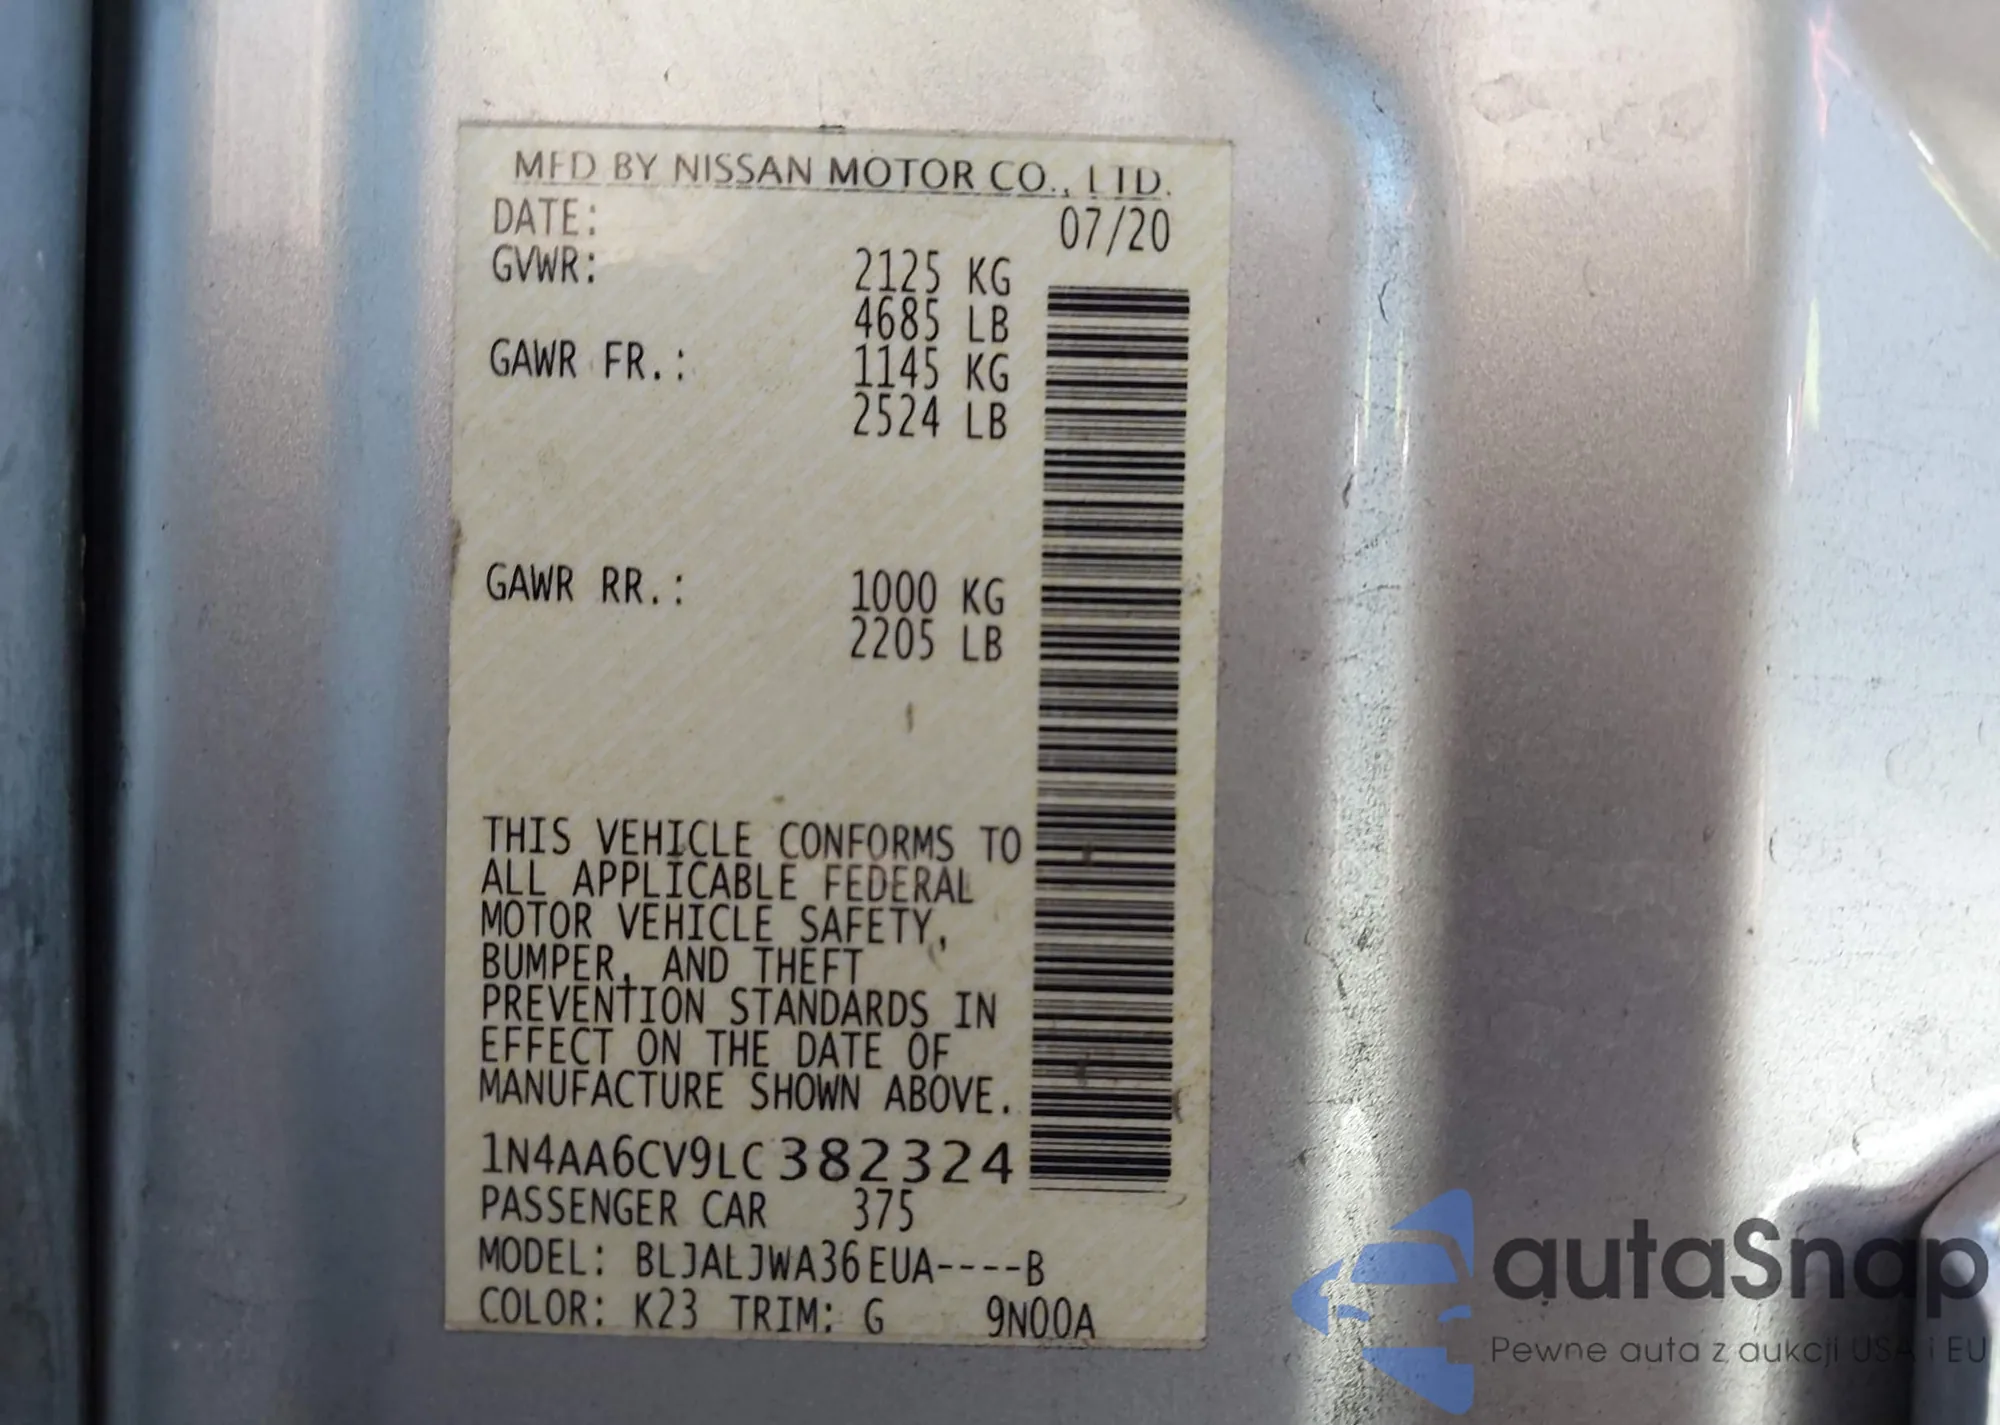 MFD BY NISSAN MOTOR CO., LTD.
DATE: 07/20
GVWR: 2125 KG
4685 LB
GAWR FR.: 1145 KG
2524 LB
GAWR RR.: 1000 KG
2205 LB
THIS VEHICLE CONFORMS TO
ALL APPLICABLE FEDERAL
MOTOR VEHICLE SAFETY,
BUMPER, AND THEFT
PREVENTION STANDARDS IN
EFFECT ON THE DATE OF
MANUFACTURE SHOWN ABOVE.
1N4AA6CV9LC382324
PASSENGER CAR 375
MODEL: BLJALJWA36EUA----B
COLOR: K23 TRIM: G 9N00A
autaSnap
Pewne auta z aukcji USA i EU